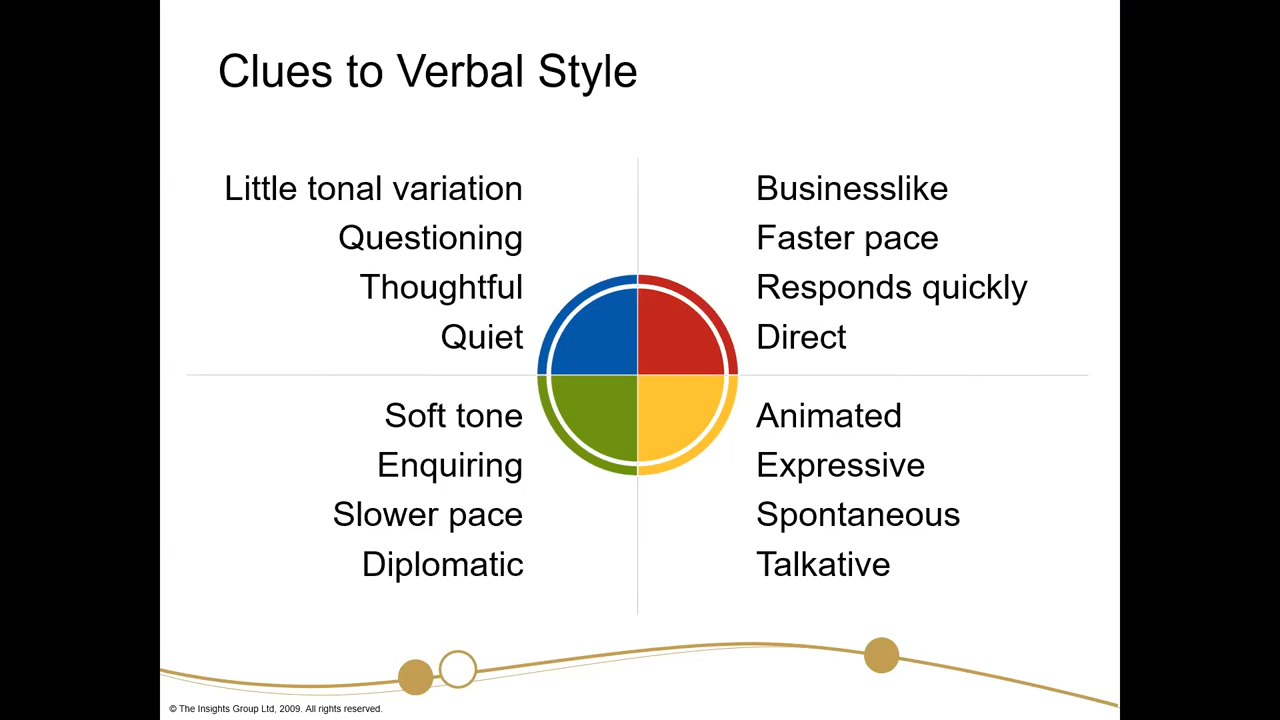 Clues to Verbal Style
Little tonal variation
Questioning
Thoughtful
Quiet
Businesslike
Faster pace
Responds quickly
Direct
Soft tone
Enquiring
Slower pace
Diplomatic
Animated
Expressive
Spontaneous
Talkative
© The Insights Group Ltd, 2009. All rights reserved.